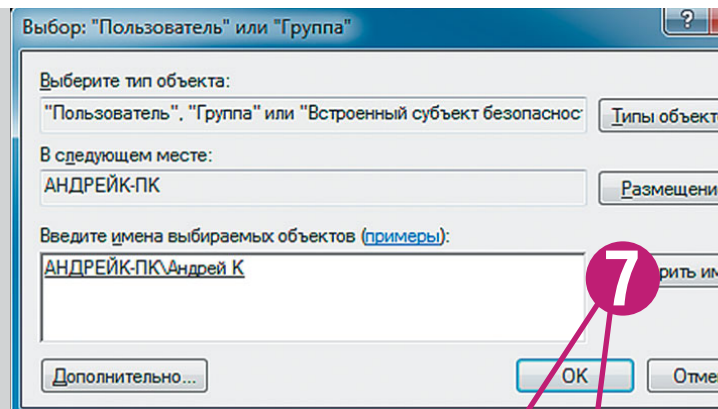 Выбор: "Пользователь" или "Группа"
?
Выберите тип объекта:
"Пользователь", "Группа" или "Встроенный субъект безопаснос
Типы объект
В следующем месте:
АНДРЕЙК-ПК
Размещени
Введите имена выбираемых объектов (примеры):
АНДРЕЙК-ПК\Андрей К
7
рить им
Дополнительно...
ОК
Отме